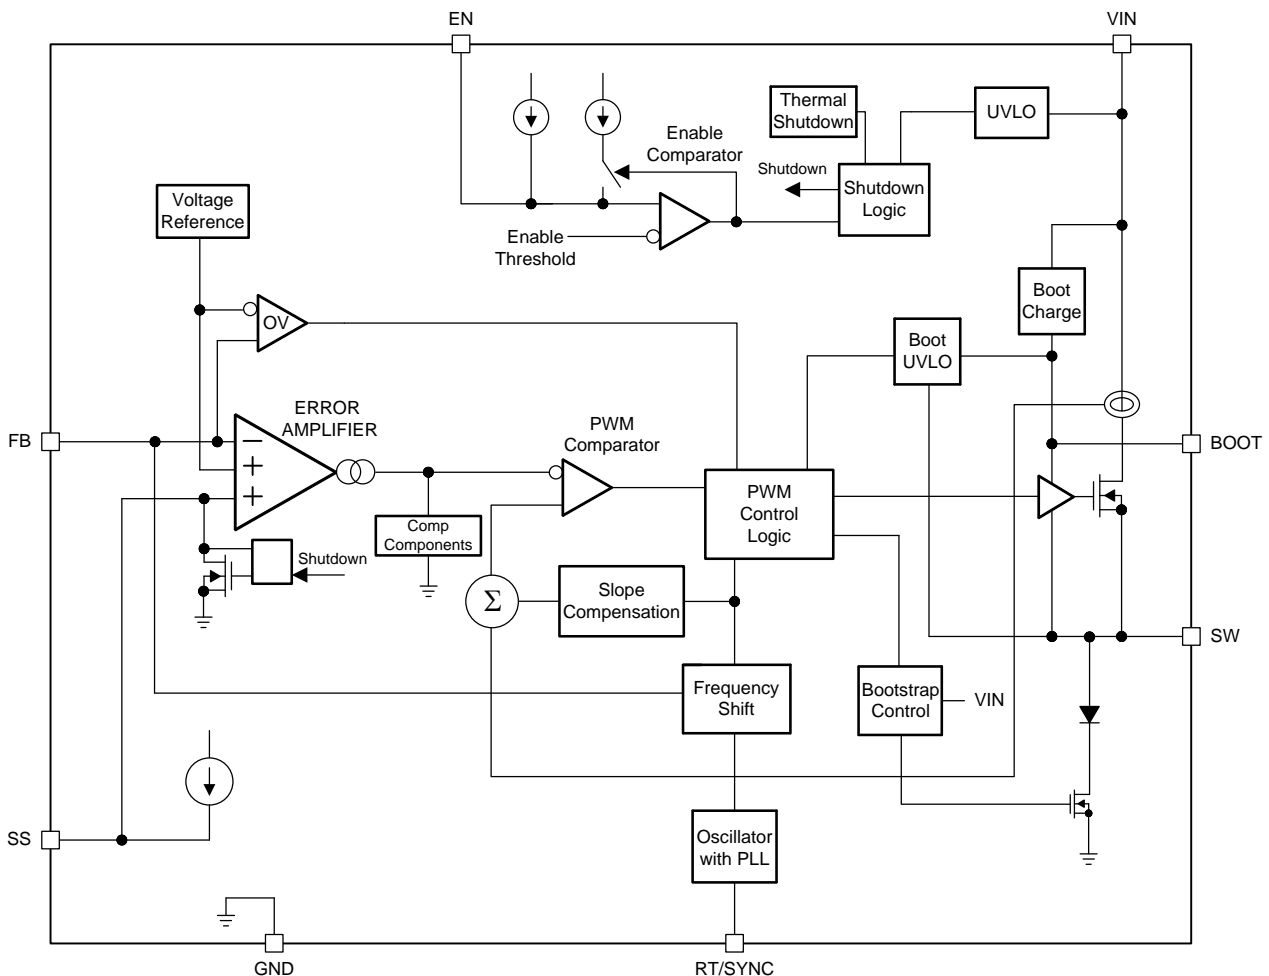 EN
VIN
Thermal
Shutdown
UVLO
Enable
Comparator
Shutdown
Shutdown
Logic
Voltage
Reference
Enable
Threshold
Boot
Charge
OV
Boot
UVLO
ERROR
AMPLIFIER
PWM
Comparator
FB
BOOT
−
+
+
PWM
Control
Logic
Comp
Components
Shutdown
Slope
Compensation
Σ
SW
Frequency
Shift
Bootstrap
Control
VIN
SS
Oscillator
with PLL
GND
RT/SYNC